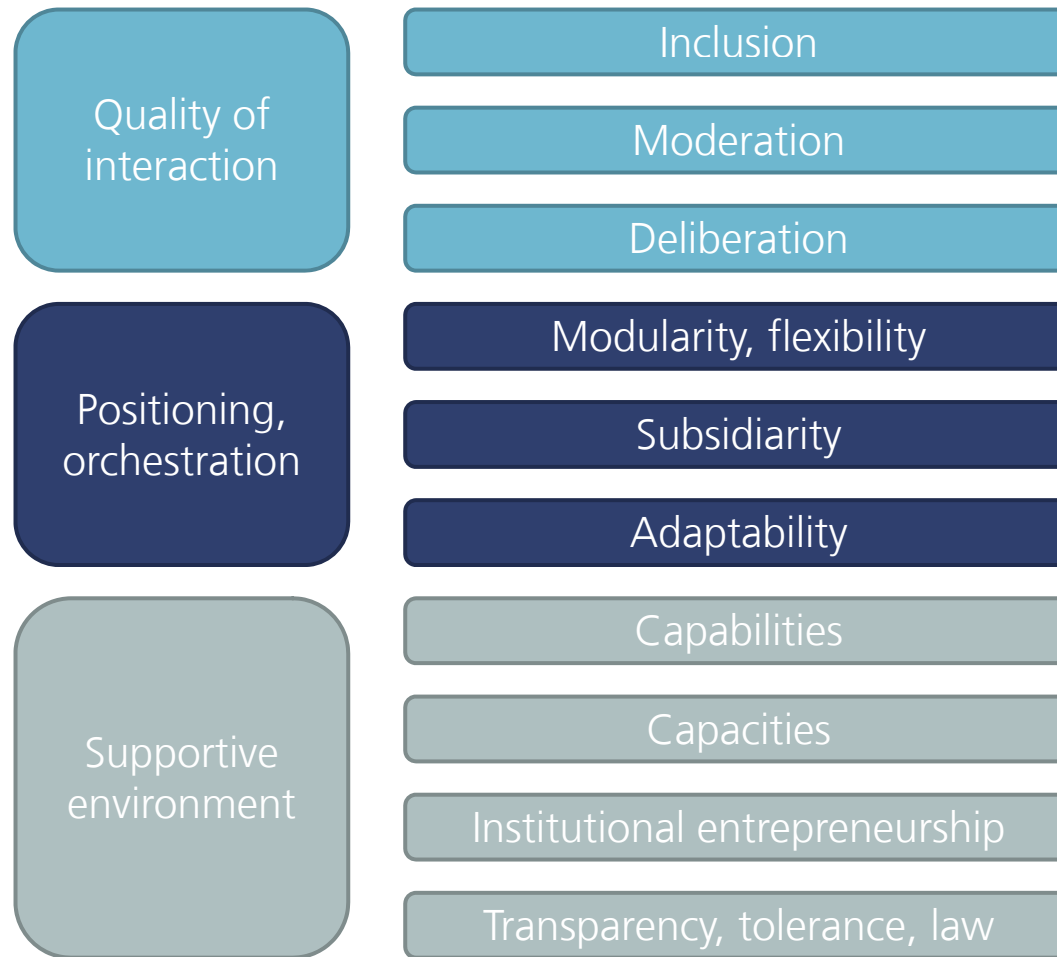 Quality of
interaction
Inclusion
Moderation
Deliberation
Positioning,
orchestration
Modularity, flexibility
Subsidiarity
Adaptability
Supportive
environment
Capabilities
Capacities
Institutional entrepreneurship
Transparency, tolerance, law